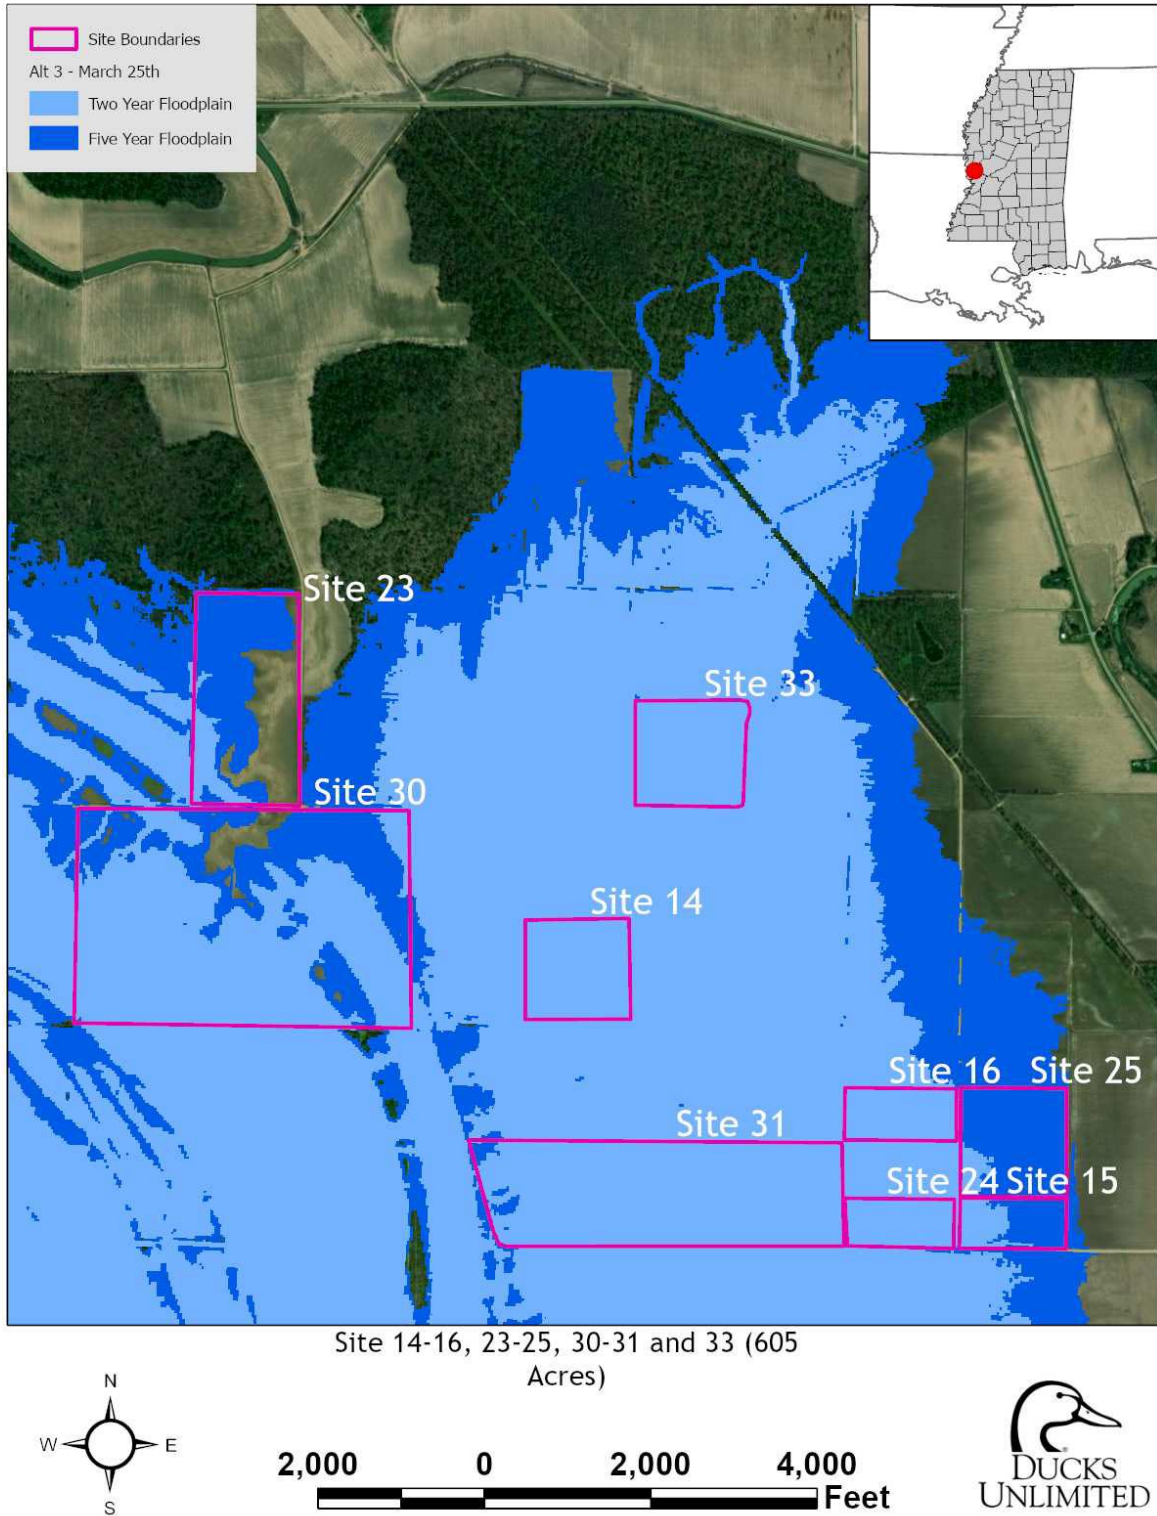 Site Boundaries
Alt 3 - March 25th
Two Year Floodplain
Five Year Floodplain
Site 23
Site 33
Site 30
Site 14
Site 16
Site 25
Site 31
Site 24
Site 15
Site 14-16, 23-25, 30-31 and 33 (605
Acres)
N
W
E
S
2,000 0 2,000 4,000
Feet
DUCKS
UNLIMITED